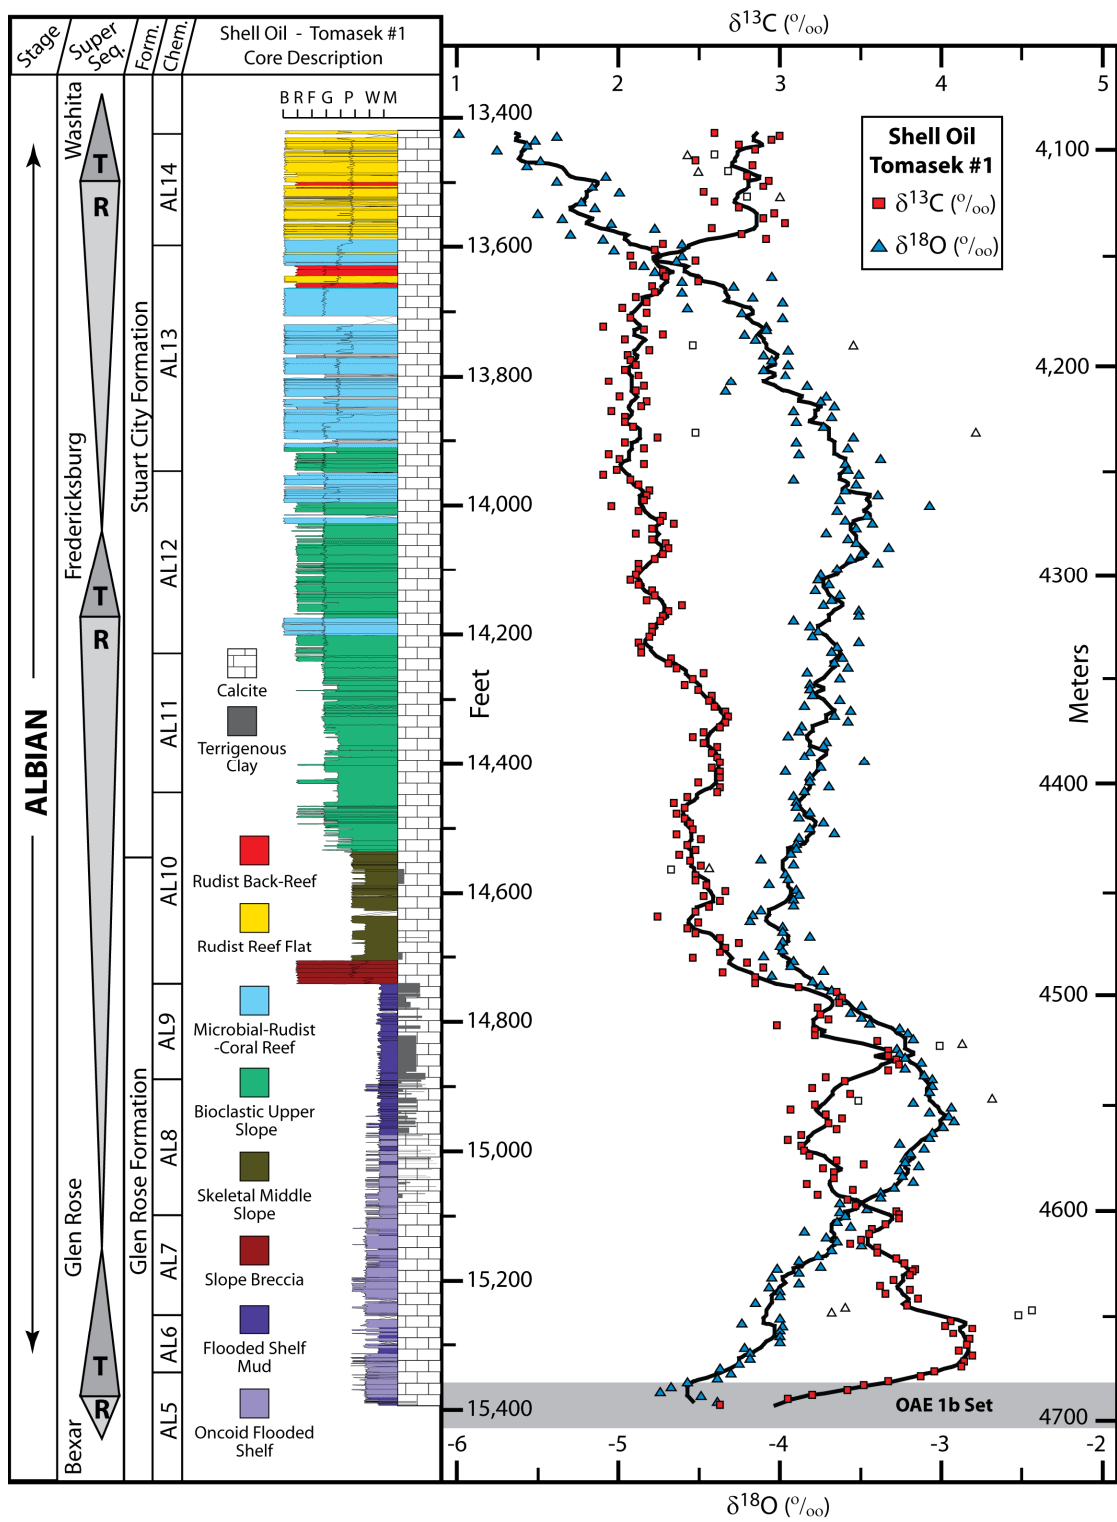 Stage
Super
Seq.
Form.
Chem.
Shell Oil - Tomasek #1
Core Description
B R F G P W M
δ13C (o/oo)
1 2 3 4 5
Washita
Fredericksburg
Glen Rose
Bexar
T
R
T
R
T
R
ALBIAN
Stuart City Formation
Glen Rose Formation
AL14
AL13
AL12
AL11
AL10
AL9
AL8
AL7
AL6
AL5
Calcite
Terrigenous
Clay
Rudist Back-Reef
Rudist Reef Flat
Microbial-Rudist
-Coral Reef
Bioclastic Upper
Slope
Skeletal Middle
Slope
Slope Breccia
Flooded Shelf
Mud
Oncoid Flooded
Shelf
13,400
13,600
13,800
14,000
14,200
14,400
14,600
14,800
15,000
15,200
15,400
Feet
Shell Oil
Tomasek #1
δ13C (o/oo)
δ18O (o/oo)
4,100
4,200
4300
4400
4500
4600
4700
Meters
OAE 1b Set
-6 -5 -4 -3 -2
δ18O (o/oo)